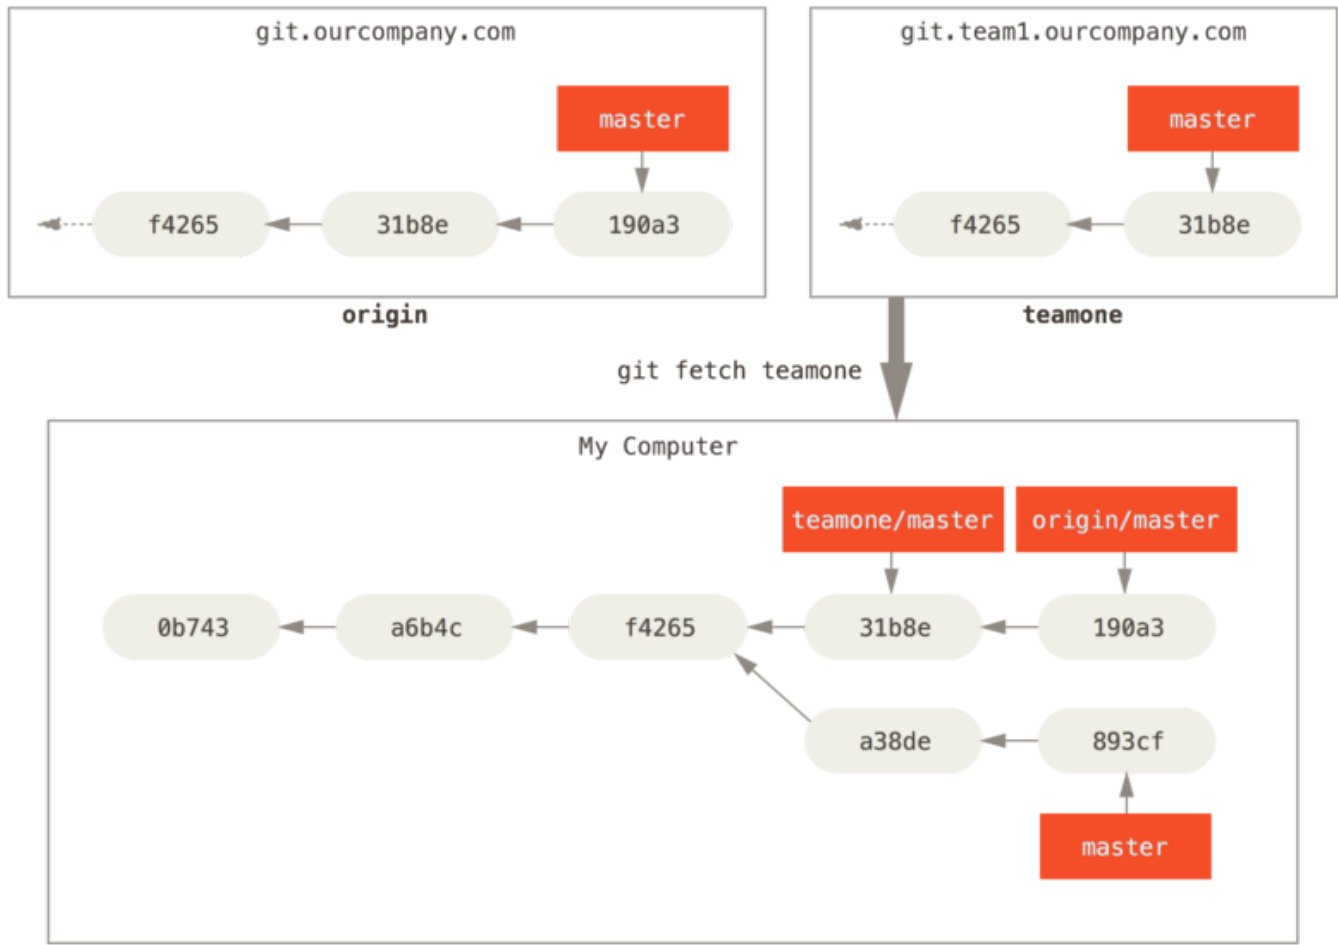 git.ourcompany.com
master
f4265
31b8e
190a3
origin
git.team1.ourcompany.com
master
f4265
31b8e
teamone
git fetch teamone
My Computer
teamone/master
origin/master
0b743
a6b4c
f4265
31b8e
190a3
a38de
893cf
master